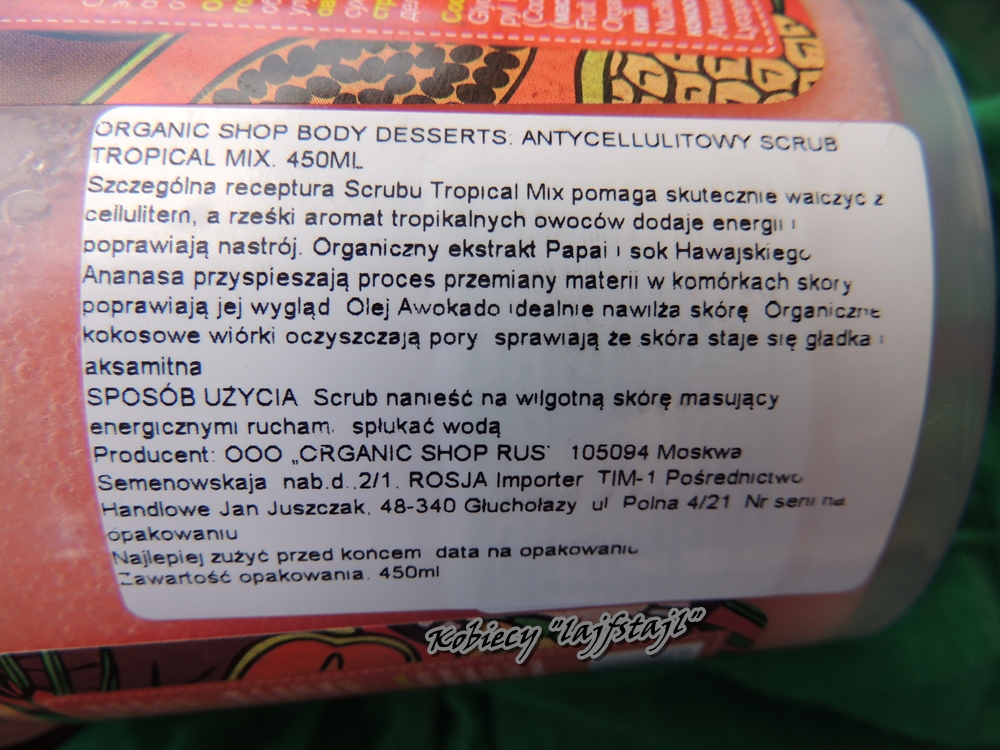 ORGANIC SHOP BODY DESSERTS: ANTYCELLULITOWY SCRUB
TROPICAL MIX. 450ML
Szczególna receptura Scrubu Tropical Mix pomaga skutecznie walczyć z
cellulitem, a rześki aromat tropikalnych owoców dodaje energii i
poprawiają nastrój. Organiczny ekstrakt Papai i sok Hawajskiego
Ananasa przyspieszają proces przemiany materii w komórkach skory
poprawiają jej wygląd Olej Awokado idealnie nawilża skórę Organiczne
kokosowe wiórki oczyszczają pory sprawiają że skóra staje się gładka i
aksamitna
SPOSÓB UŻYCIA Scrub nanieść na wilgotną skórę masujący
energicznymi rucham. spłukać wodą
Producent: OOO „ORGANIC SHOP RUS" 105094 Moskwa
Semenowskaja nab.d..2/1. ROSJA Importer TIM-1 Pośrednictwo
Handlowe Jan Juszczak, 48-340 Głuchołazy ul Polna 4/21 Nr serii na
opakowaniu
Najlepiej zużyć przed końcem data na opakowaniu
Zawartość opakowania. 450ml
Kobiecy "lajfstajl"